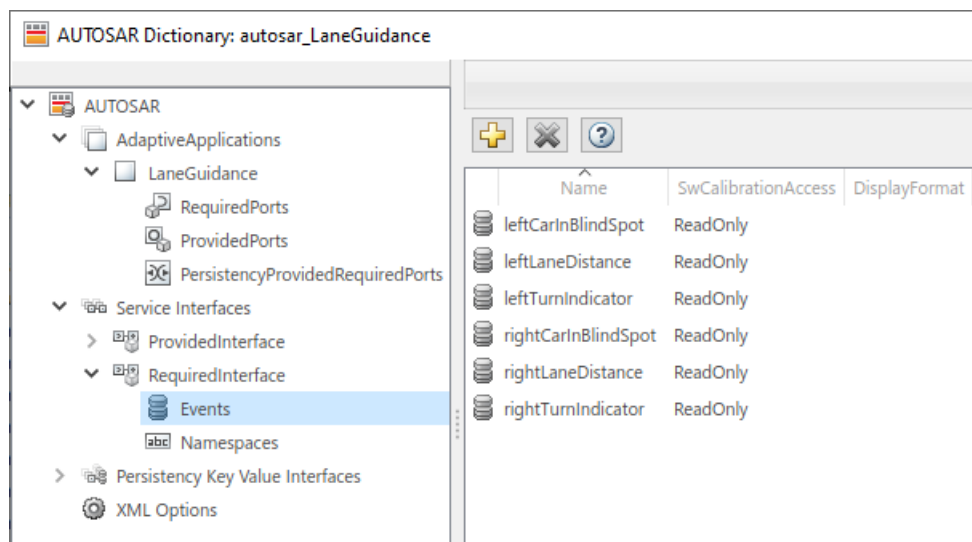 AUTOSAR Dictionary: autosar_LaneGuidance
AUTOSAR
AdaptiveApplications
LaneGuidance
RequiredPorts
ProvidedPorts
PersistencyProvidedRequiredPorts
Service Interfaces
ProvidedInterface
RequiredInterface
Events
abc Namespaces
Persistency Key Value Interfaces
XML Options
Name SwCalibrationAccess DisplayFormat
leftCarInBlindSpot ReadOnly
leftLaneDistance ReadOnly
leftTurnIndicator ReadOnly
rightCarInBlindSpot ReadOnly
rightLaneDistance ReadOnly
rightTurnIndicator ReadOnly